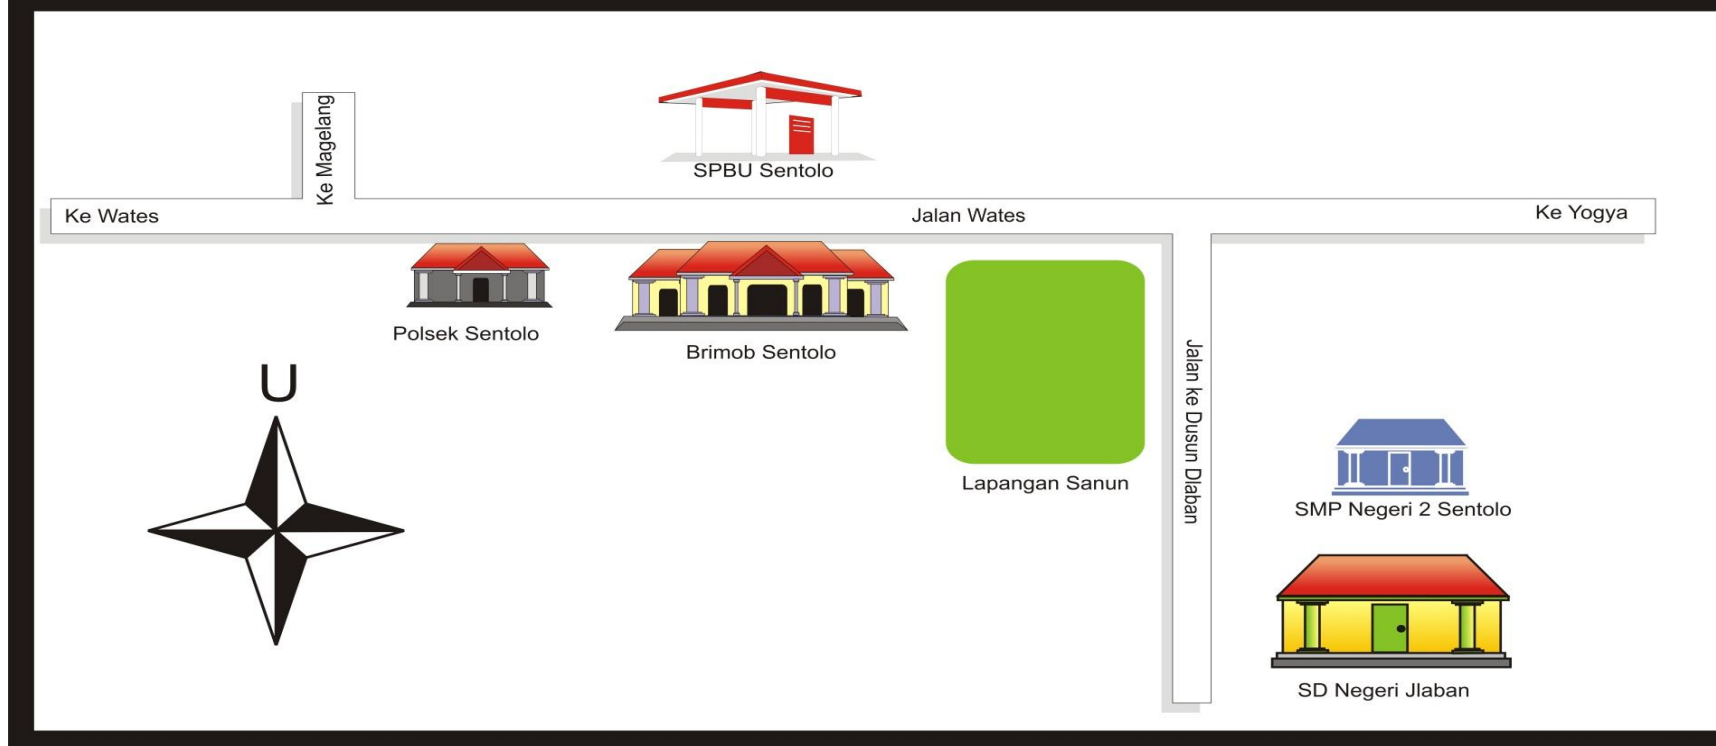 Ke Magelang
SPBU Sentolo
Ke Wates
Jalan Wates
Ke Yogya
Polsek Sentolo
Brimob Sentolo
U
Lapangan Sanun
Jalan ke Dusun Dlaban
SMP Negeri 2 Sentolo
SD Negeri Jlaban